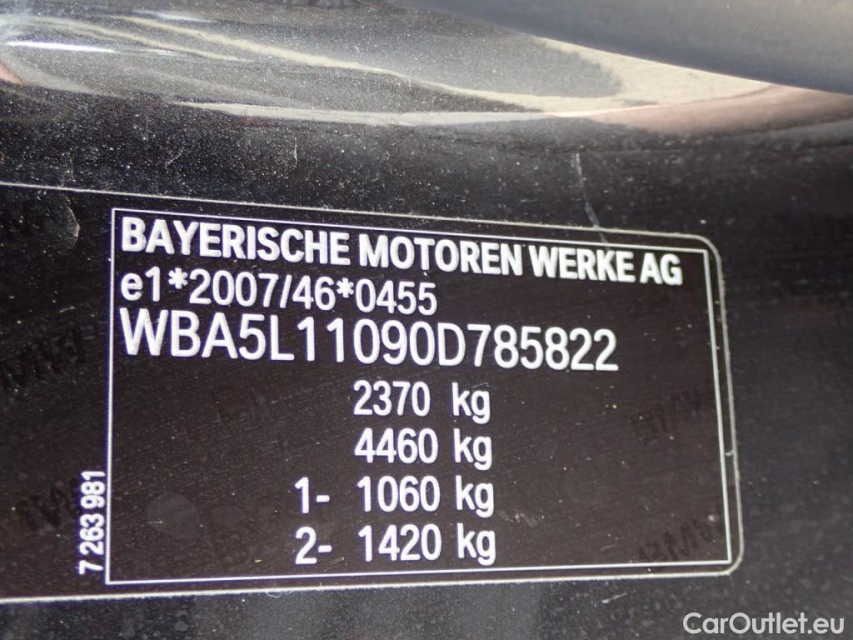 BAYERISCHE MOTOREN WERKE AG
e1*2007/46*0455
WBA5L11090D785822
2370 kg
4460 kg
1- 1060 kg
2- 1420 kg
7 263 981
CarOutlet.eu